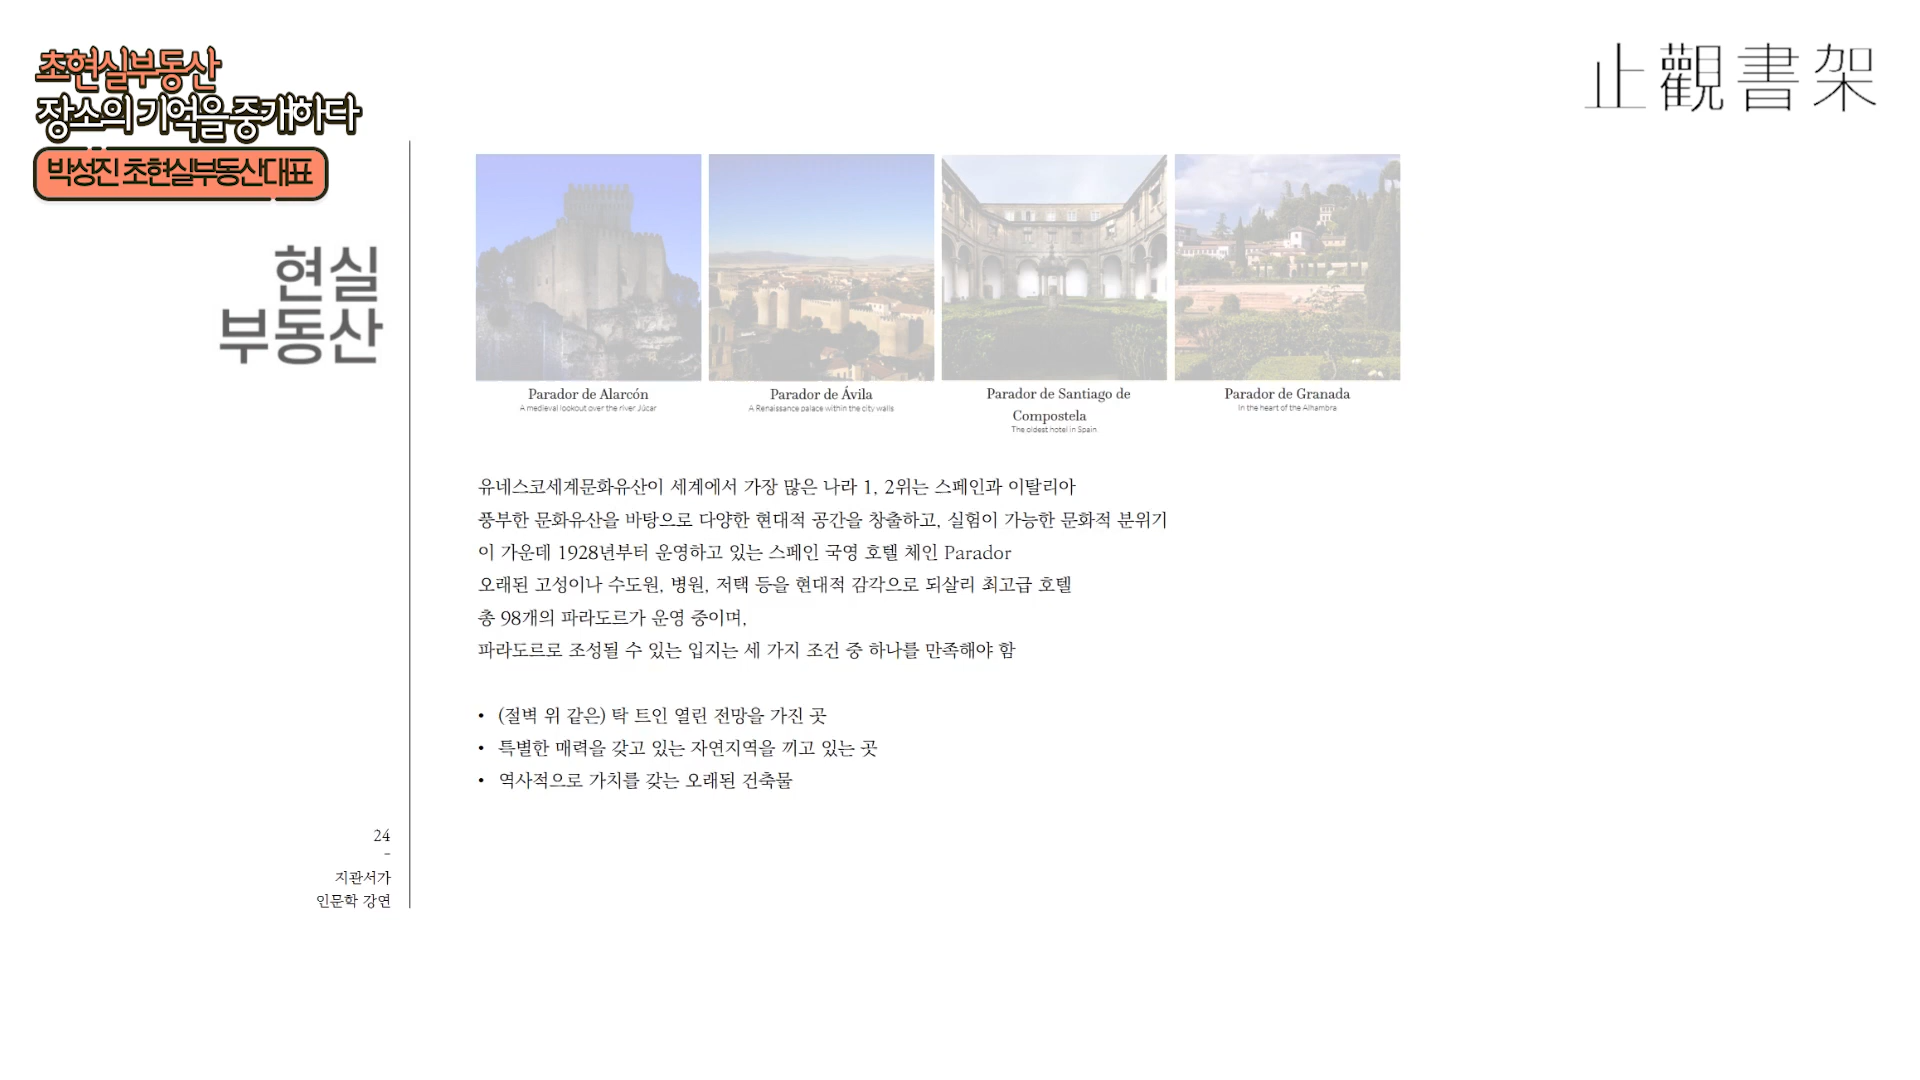 초현실부동산
장소의 기억을 중개하다
박성진 초현실부동산대표
止觀書架
현실
부동산
Parador de Alarcón
A medieval lookout over the river Júcar
Parador de Ávila
A Renaissance palace within the city walls
Parador de Santiago de
Compostela
The oldest hotel in Spain
Parador de Granada
In the heart of the Alhambra
유네스코세계문화유산이 세계에서 가장 많은 나라 1, 2위는 스페인과 이탈리아
풍부한 문화유산을 바탕으로 다양한 현대적 공간을 창출하고, 실험이 가능한 문화적 분위기
이 가운데 1928년부터 운영하고 있는 스페인 국영 호텔 체인 Parador
오래된 고성이나 수도원, 병원, 저택 등을 현대적 감각으로 되살리 최고급 호텔
총 98개의 파라도르가 운영 중이며,
파라도르로 조성될 수 있는 입지는 세 가지 조건 중 하나를 만족해야 함
• (절벽 위 같은) 탁 트인 열린 전망을 가진 곳
• 특별한 매력을 갖고 있는 자연지역을 끼고 있는 곳
• 역사적으로 가치를 갖는 오래된 건축물
24
-
지관서가
인문학 강연